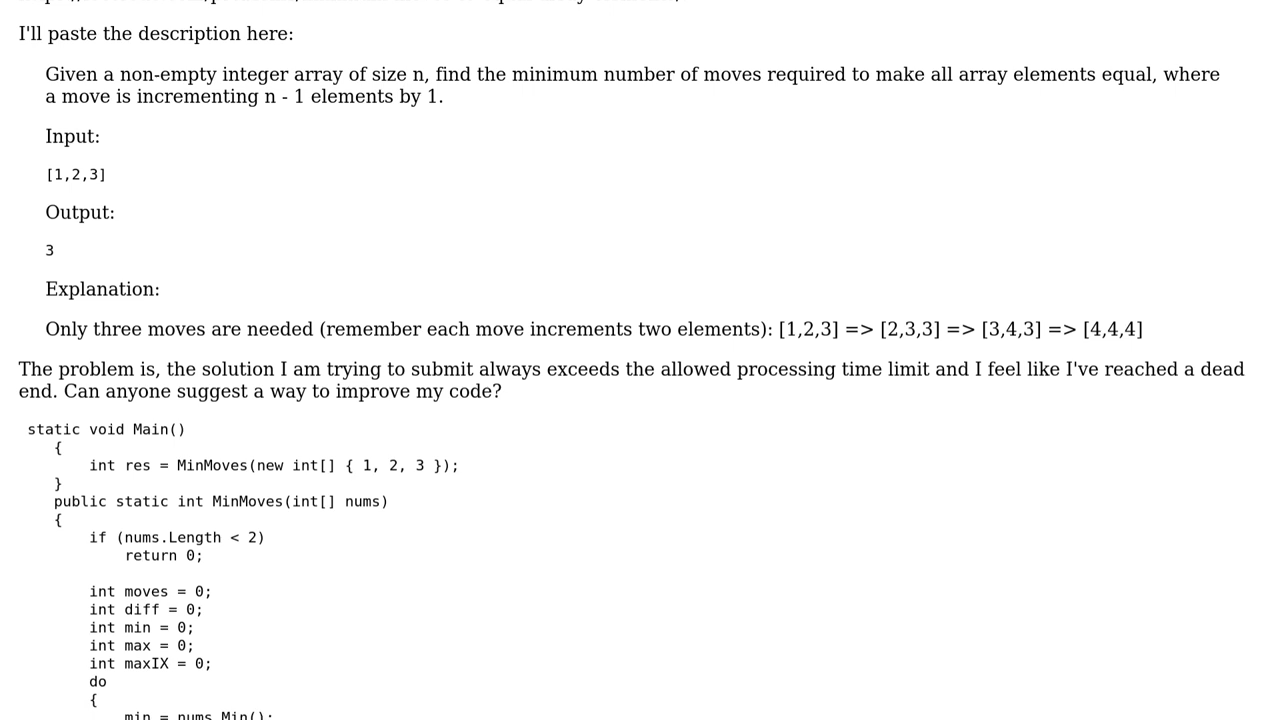 I'll paste the description here:
Given a non-empty integer array of size n, find the minimum number of moves required to make all array elements equal, where
a move is incrementing n - 1 elements by 1.
Input:
[1,2,3]
Output:
3
Explanation:
Only three moves are needed (remember each move increments two elements): [1,2,3] => [2,3,3] => [3,4,3] => [4,4,4]
The problem is, the solution I am trying to submit always exceeds the allowed processing time limit and I feel like I've reached a dead
end. Can anyone suggest a way to improve my code?
static void Main()
{
int res = MinMoves(new int[] { 1, 2, 3 });
}
public static int MinMoves(int[] nums)
{
if (nums.Length < 2)
return 0;
int moves = 0;
int diff = 0;
int min = 0;
int max = 0;
int maxIX = 0;
do
{
min = nums.Min();